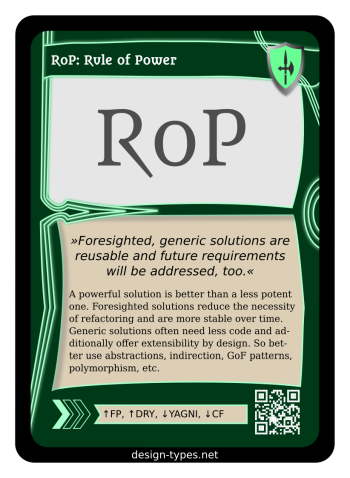 RoP: Rule of Power
RoP
»Foresighted, generic solutions are
reusable and future requirements
will be addressed, too.«
A powerful solution is better than a less potent
one. Foresighted solutions reduce the necessity
of refactoring and are more stable over time.
Generic solutions often need less code and ad-
ditionally offer extensibility by design. So bet-
ter use abstractions, indirection, GoF patterns,
polymorphism, etc.
↑FP, ↑DRY, ↓YAGNI, ↓CF
design-types.net